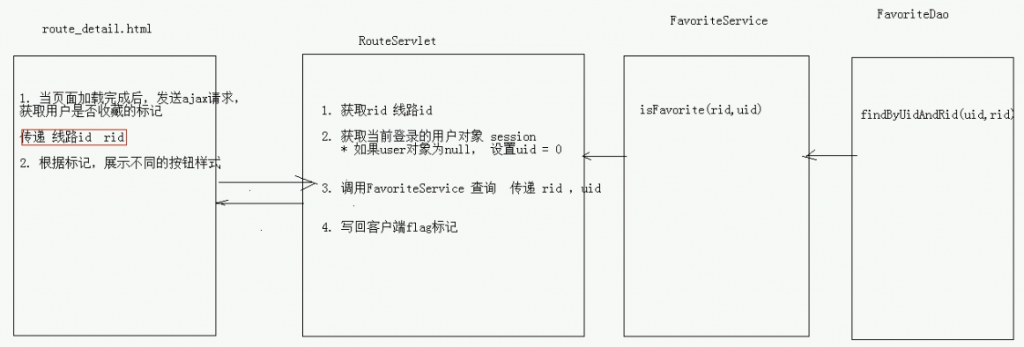 route_detail.html
1. 当页面加载完成后，发送ajax请求，
获取用户是否收藏的标记
传递 线路id rid
2. 根据标记，展示不同的按钮样式
RouteServlet
1. 获取rid 线路id
2. 获取当前登录的用户对象 session
* 如果user对象为null， 设置uid = 0
3. 调用FavoriteService 查询 传递 rid ，uid
4. 写回客户端flag标记
FavoriteService
isFavorite(rid,uid)
FavoriteDao
findByUidAndRid(uid,rid)